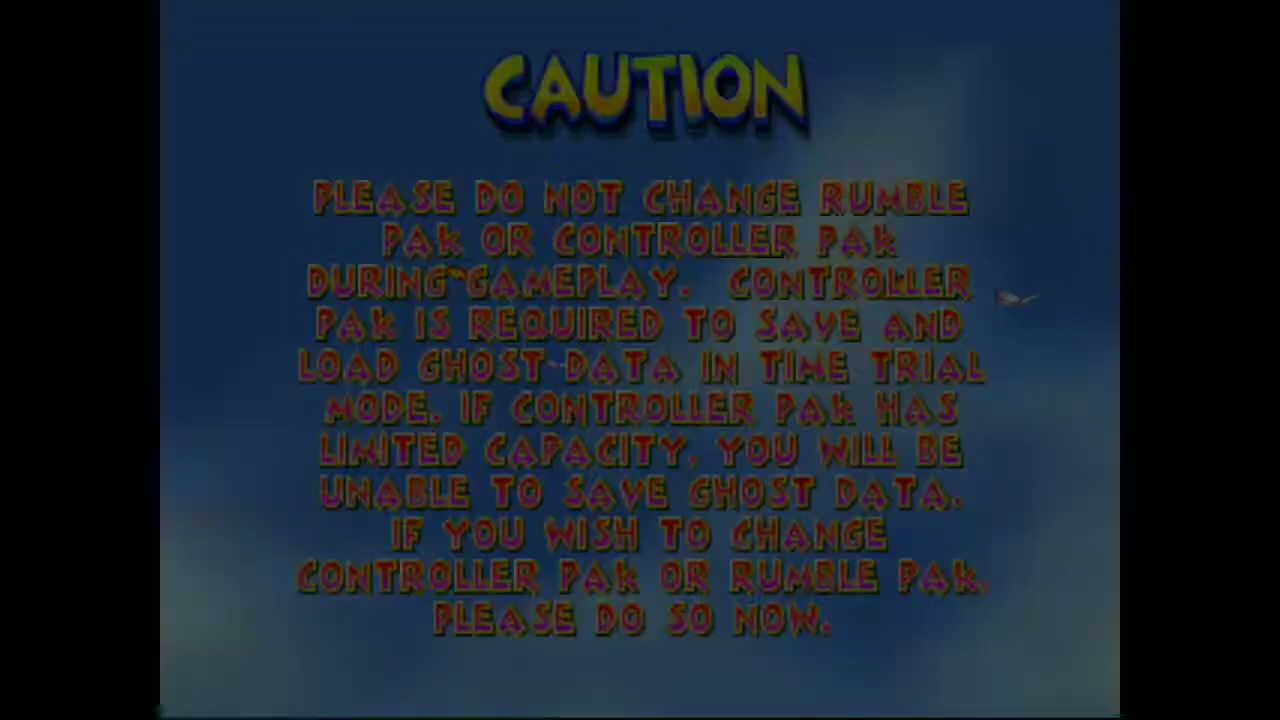 CAUTION
PLEASE DO NOT CHANGE RUMBLE
PAK OR CONTROLLER PAK
DURING GAMEPLAY. CONTROLLER
PAK IS REQUIRED TO SAVE AND
LOAD GHOST DATA IN TIME TRIAL
MODE. IF CONTROLLER PAK HAS
LIMITED CAPACITY, YOU WILL BE
UNABLE TO SAVE GHOST DATA.
IF YOU WISH TO CHANGE
CONTROLLER PAK OR RUMBLE PAK,
PLEASE DO SO NOW.